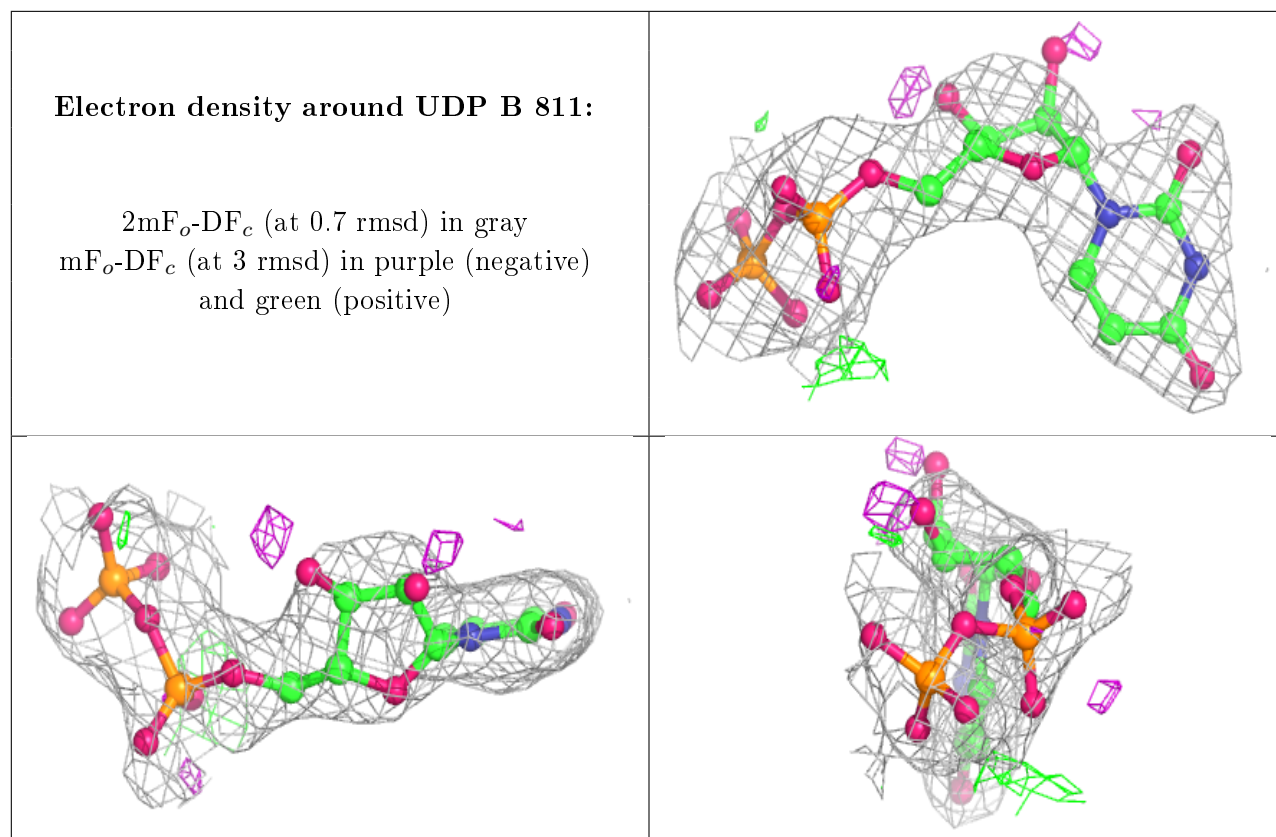 Electron density around UDP B 811:
2mFo-DFc (at 0.7 rmsd) in gray
mFo-DFc (at 3 rmsd) in purple (negative)
and green (positive)